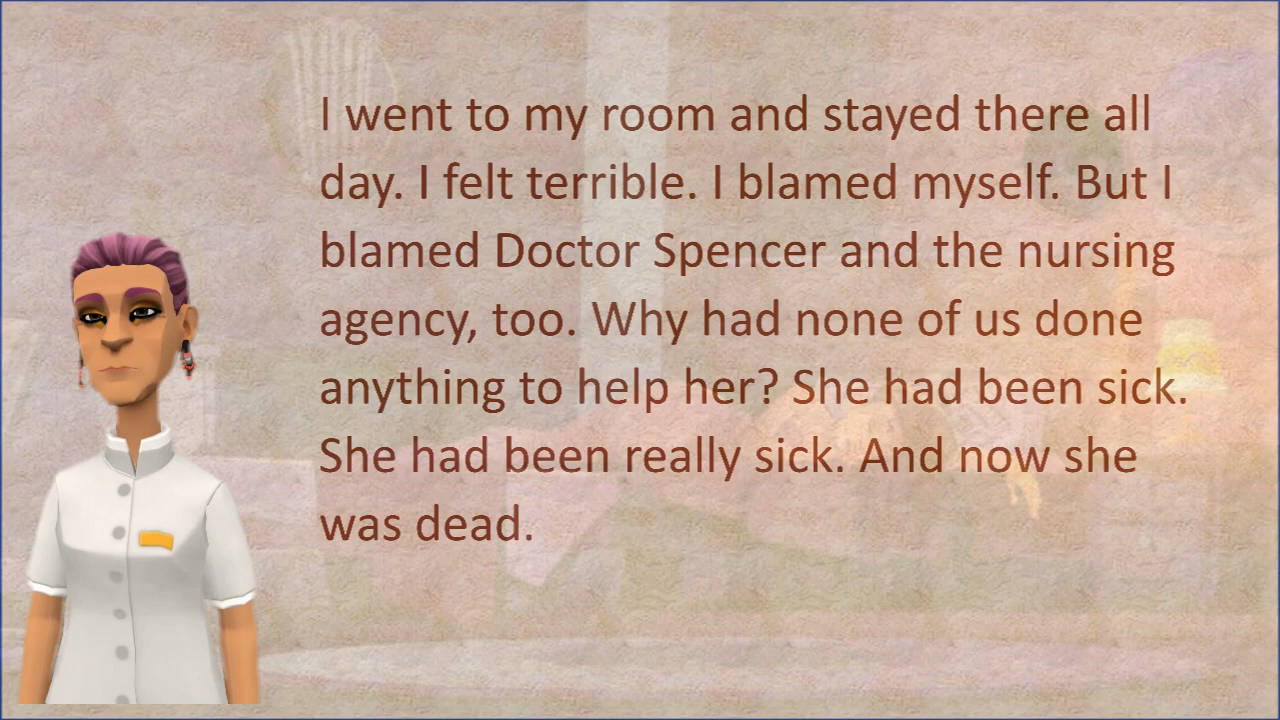 I went to my room and stayed there all
day. I felt terrible. I blamed myself. But I
blamed Doctor Spencer and the nursing
agency, too. Why had none of us done
anything to help her? She had been sick.
She had been really sick. And now she
was dead.